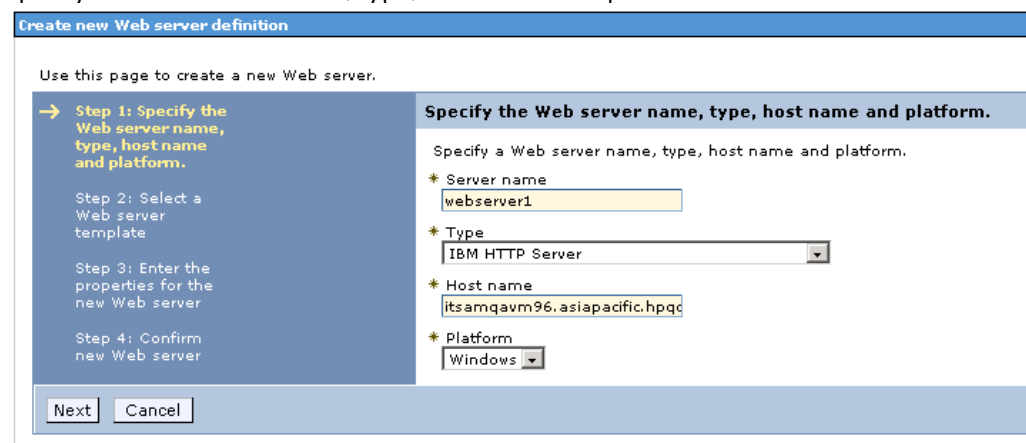 Create new Web server definition
Use this page to create a new Web server.
Step 1: Specify the
Web server name,
type, host name
and platform.
Step 2: Select a
Web server
template
Step 3: Enter the
properties for the
new Web server
Step 4: Confirm
new Web server
Specify the Web server name, type, host name and platform.
Specify a Web server name, type, host name and platform.
* Server name
webserver1
* Type
IBM HTTP Server
* Host name
itsamqavm96.asiapacific.hpqc
* Platform
Windows
Next Cancel